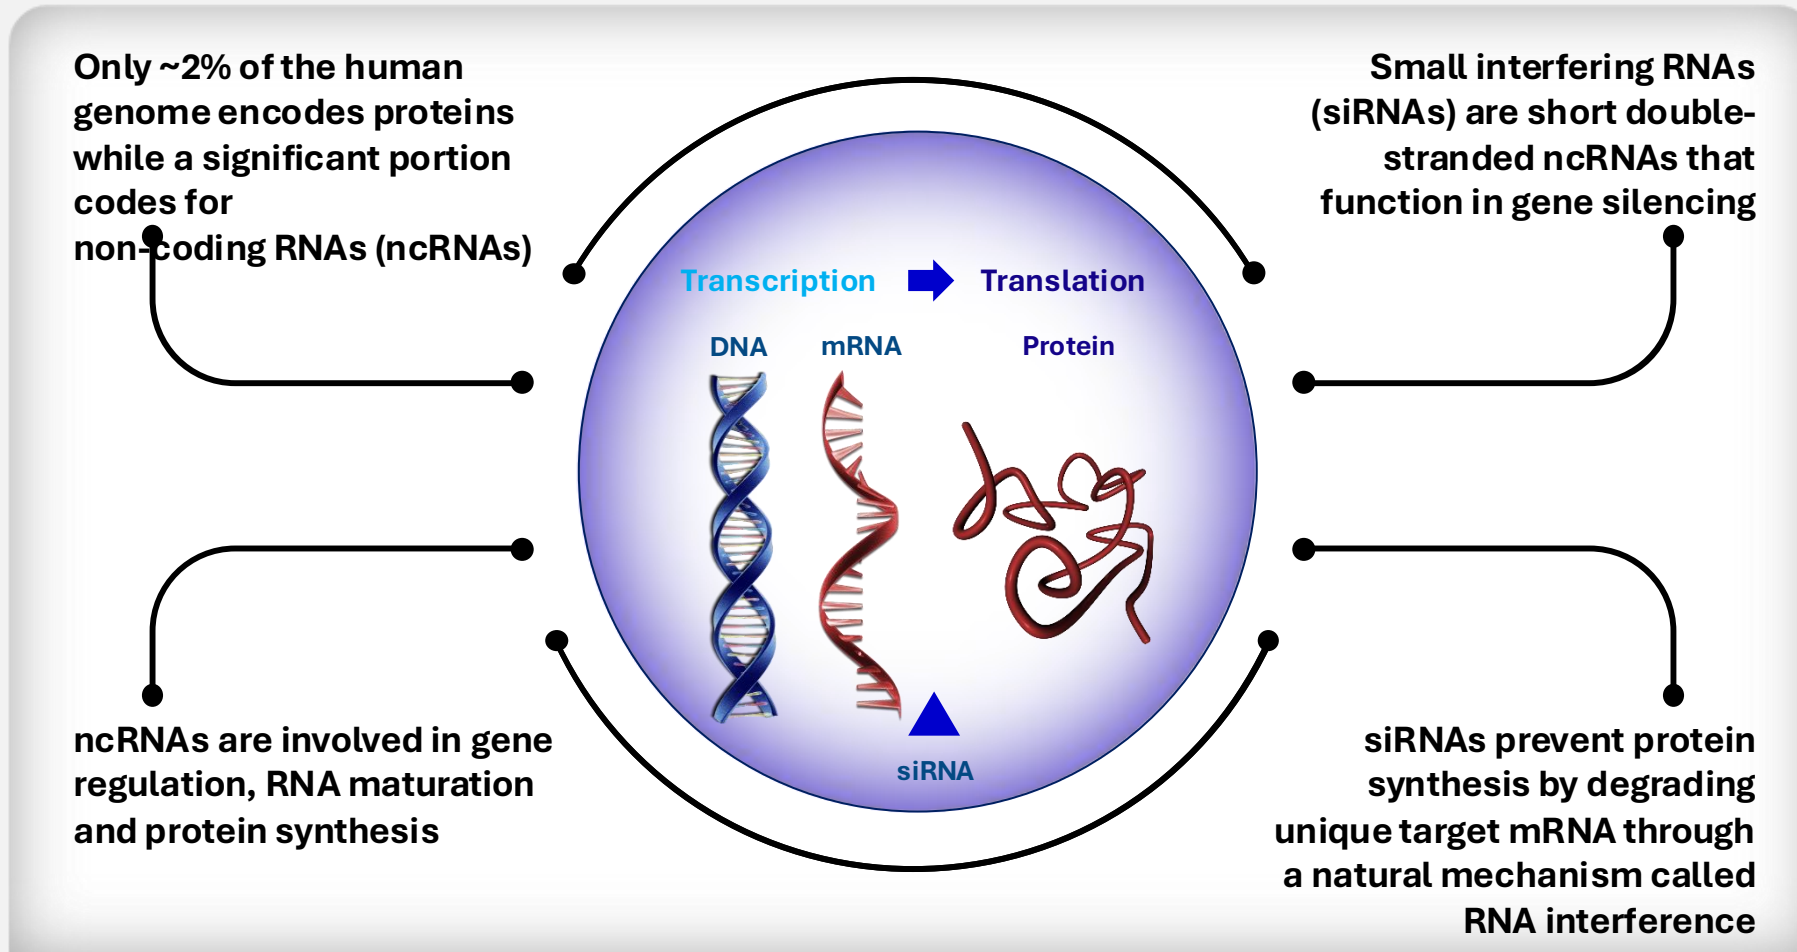 Only ~2% of the human
genome encodes proteins
while a significant portion
codes for
non-coding RNAs (ncRNAs)
Small interfering RNAs
(siRNAs) are short double-
stranded ncRNAs that
function in gene silencing
Transcription
Translation
DNA
mRNA
Protein
siRNA
ncRNAs are involved in gene
regulation, RNA maturation
and protein synthesis
siRNAs prevent protein
synthesis by degrading
unique target mRNA through
a natural mechanism called
RNA interference